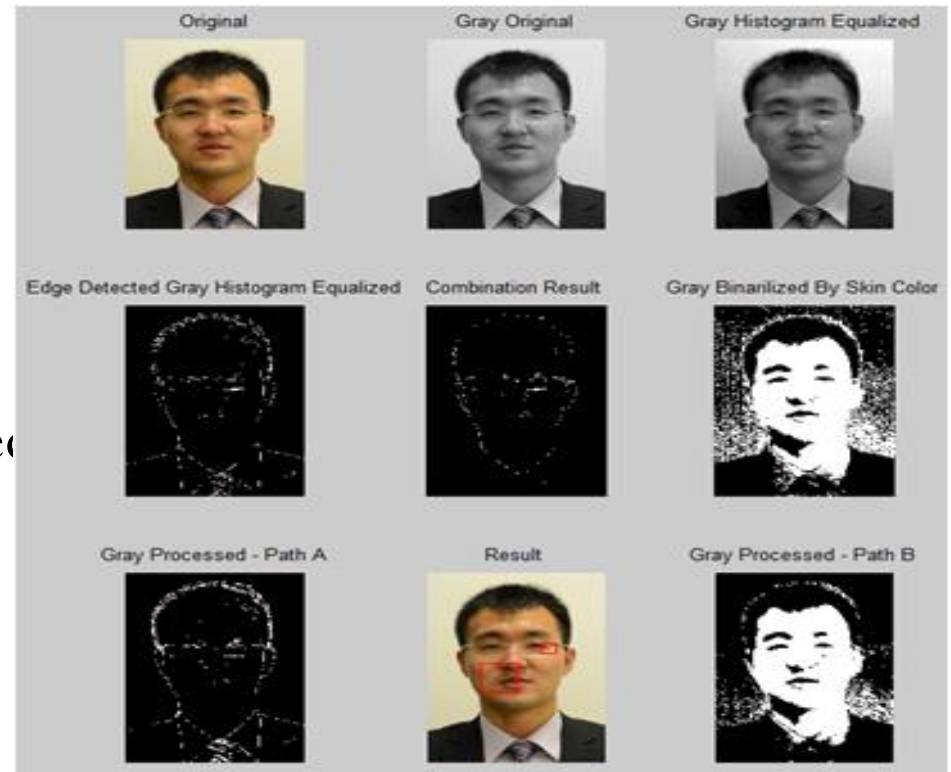 Original
Gray Original
Gray Histogram Equalized
Edge Detected Gray Histogram Equalized
Combination Result
Gray Binarilized By Skin Color
Gray Processed - Path A
Result
Gray Processed - Path B